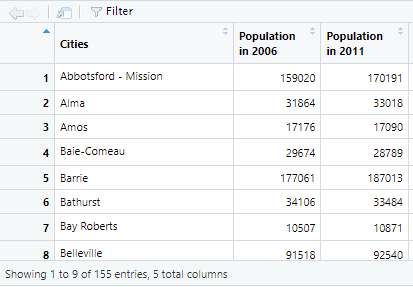 Filter
Cities Population in 2006 Population in 2011
1 Abbotsford - Mission 159020 170191
2 Alma 31864 33018
3 Amos 17176 17090
4 Baie-Comeau 29674 28789
5 Barrie 177061 187013
6 Bathurst 34106 33484
7 Bay Roberts 10507 10871
8 Belleville 91518 92540
Showing 1 to 9 of 155 entries, 5 total columns